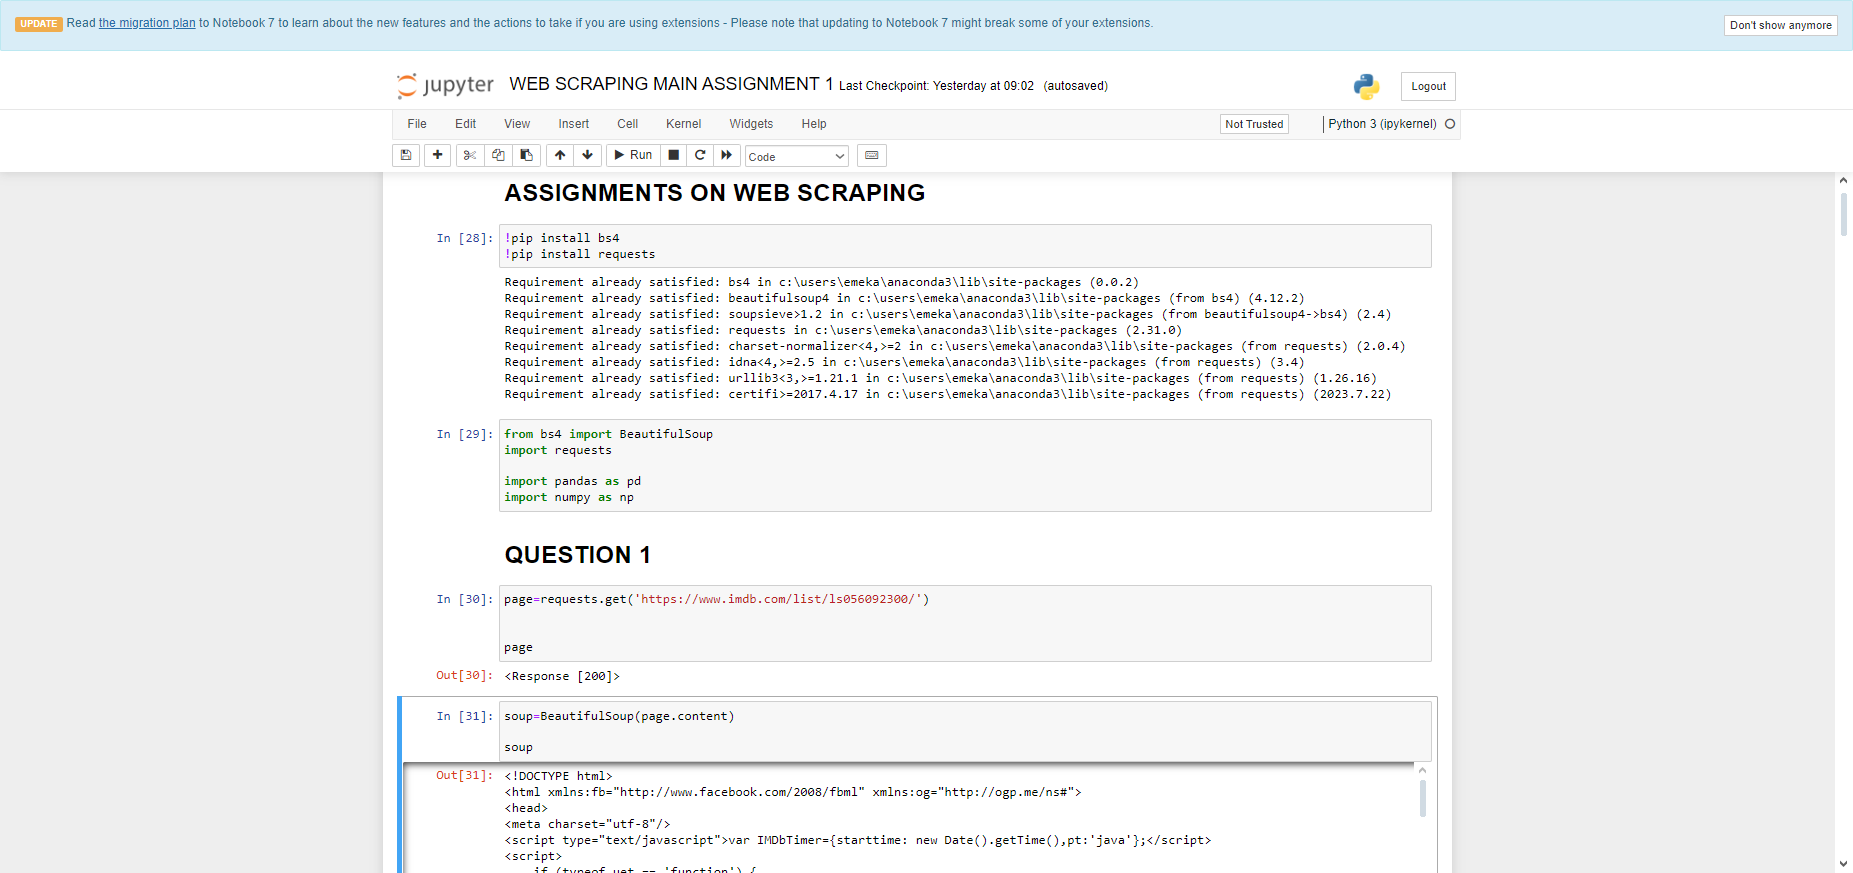 UPDATE Read the migration plan to Notebook 7 to learn about the new features and the actions to take if you are using extensions - Please note that updating to Notebook 7 might break some of your extensions.
Don't show anymore
jupyter WEB SCRAPING MAIN ASSIGNMENT 1 Last Checkpoint: Yesterday at 09:02 (autosaved)
Logout
File Edit View Insert Cell Kernel Widgets Help
Not Trusted
Python 3 (ipykernel)
Run
Code
ASSIGNMENTS ON WEB SCRAPING
In [28]: !pip install bs4
!pip install requests
Requirement already satisfied: bs4 in c:\users\emeka\anaconda3\lib\site-packages (0.0.2)
Requirement already satisfied: beautifulsoup4 in c:\users\emeka\anaconda3\lib\site-packages (from bs4) (4.12.2)
Requirement already satisfied: soupsieve>1.2 in c:\users\emeka\anaconda3\lib\site-packages (from beautifulsoup4->bs4) (2.4)
Requirement already satisfied: requests in c:\users\emeka\anaconda3\lib\site-packages (2.31.0)
Requirement already satisfied: charset-normalizer<4,>=2 in c:\users\emeka\anaconda3\lib\site-packages (from requests) (2.0.4)
Requirement already satisfied: idna<4,>=2.5 in c:\users\emeka\anaconda3\lib\site-packages (from requests) (3.4)
Requirement already satisfied: urllib3<3,>=1.21.1 in c:\users\emeka\anaconda3\lib\site-packages (from requests) (1.26.16)
Requirement already satisfied: certifi>=2017.4.17 in c:\users\emeka\anaconda3\lib\site-packages (from requests) (2023.7.22)
In [29]: from bs4 import BeautifulSoup
import requests
import pandas as pd
import numpy as np
QUESTION 1
In [30]: page=requests.get('https://www.imdb.com/list/ls056092300/')
page
Out[30]: <Response [200]>
In [31]: soup=BeautifulSoup(page.content)
soup
Out[31]: <!DOCTYPE html>
<html xmlns:fb="http://www.facebook.com/2008/fbml" xmlns:og="http://ogp.me/ns#">
<head>
<meta charset="utf-8"/>
<script type="text/javascript">var IMDbTimer={starttime: new Date().getTime(),pt:'java'};</script>
<script>
if (typeof uet == 'function') {